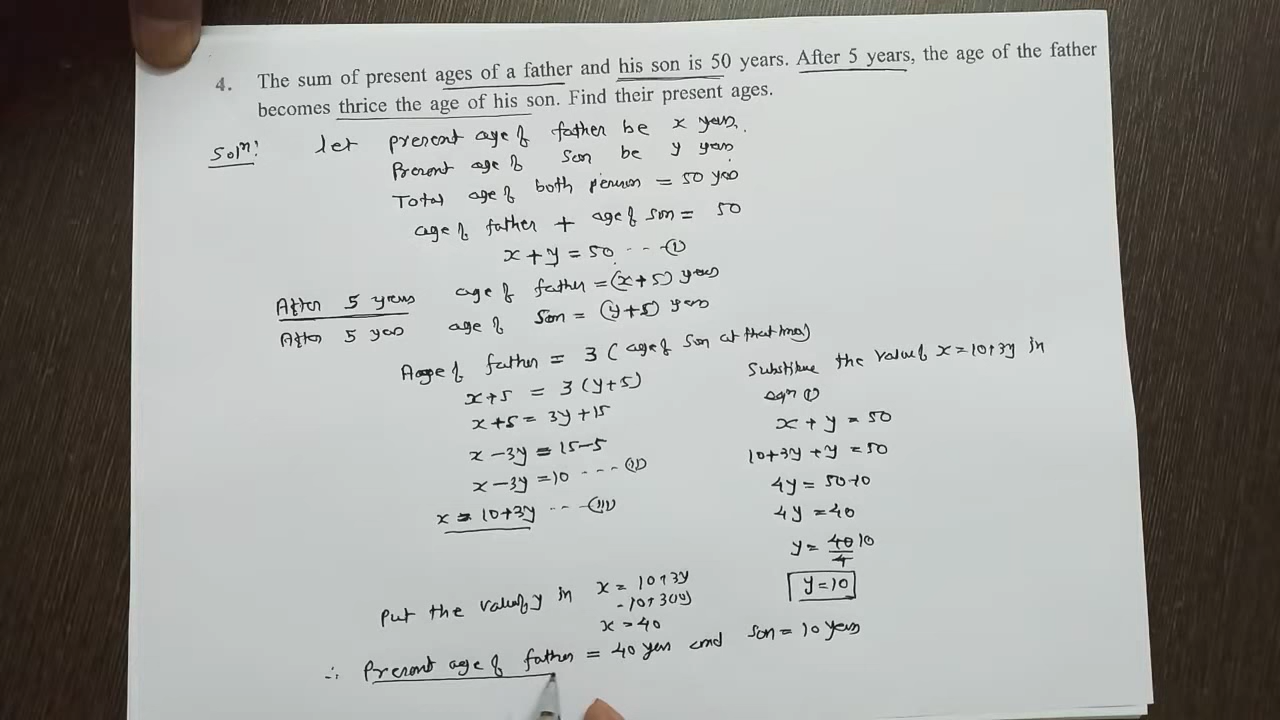 4. The sum of present ages of a father and his son is 50 years. After 5 years, the age of the father
becomes thrice the age of his son. Find their present ages.
Solⁿ: let present age of father be x years.
Present age of son be y years
Total age of both person = 50 years
age of father + age of son = 50
x + y = 50 --- (I)
After 5 years age of father = (x+5) years
After 5 years age of son = (y+5) years
Age of father = 3 ( age of son at that time)
x+5 = 3 (y+5)
x+5 = 3y + 15
x - 3y = 15-5
x - 3y = 10 --- (II)
x = 10+3y --- (III)
Substitute the value of x = 10+3y in
eqn (I)
x + y = 50
10+3y + y = 50
4y = 50-10
4y = 40
y = 40/4 10
y = 10
Put the value of y in x = 10+3y
= 10+3(10)
x = 40
∴ Present age of father = 40 years and son = 10 years